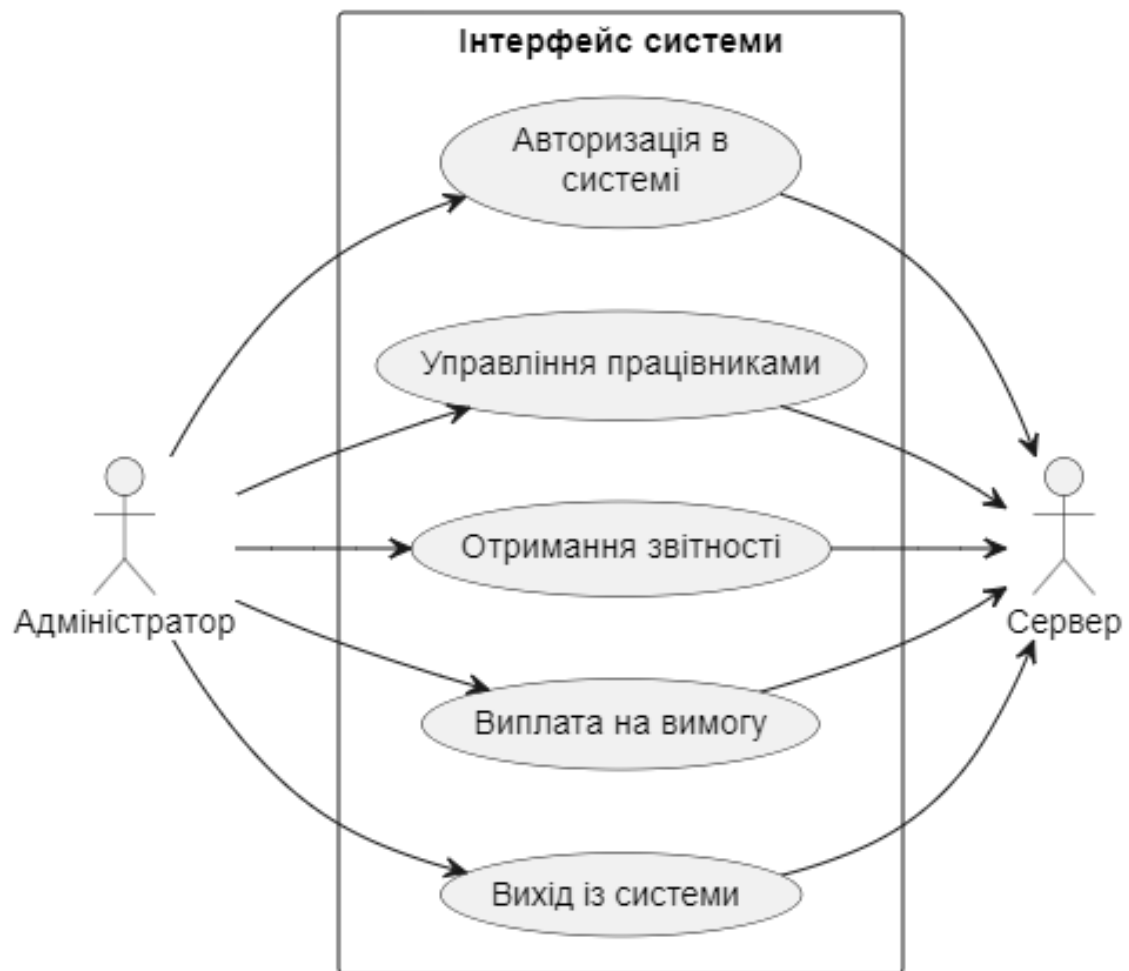 Інтерфейс системи
Авторизація в
системі
Управління працівниками
Отримання звітності
Адміністратор
Сервер
Виплата на вимогу
Вихід із системи